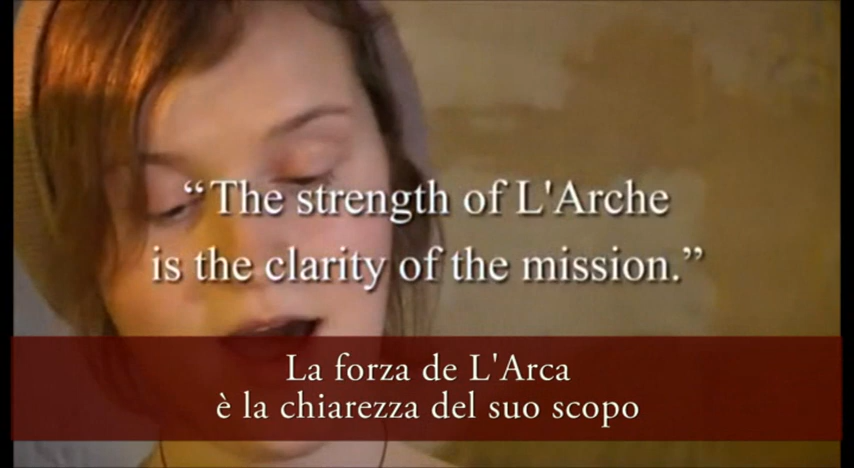 “The strength of L'Arche
is the clarity of the mission.”
La forza de L'Arca
è la chiarezza del suo scopo